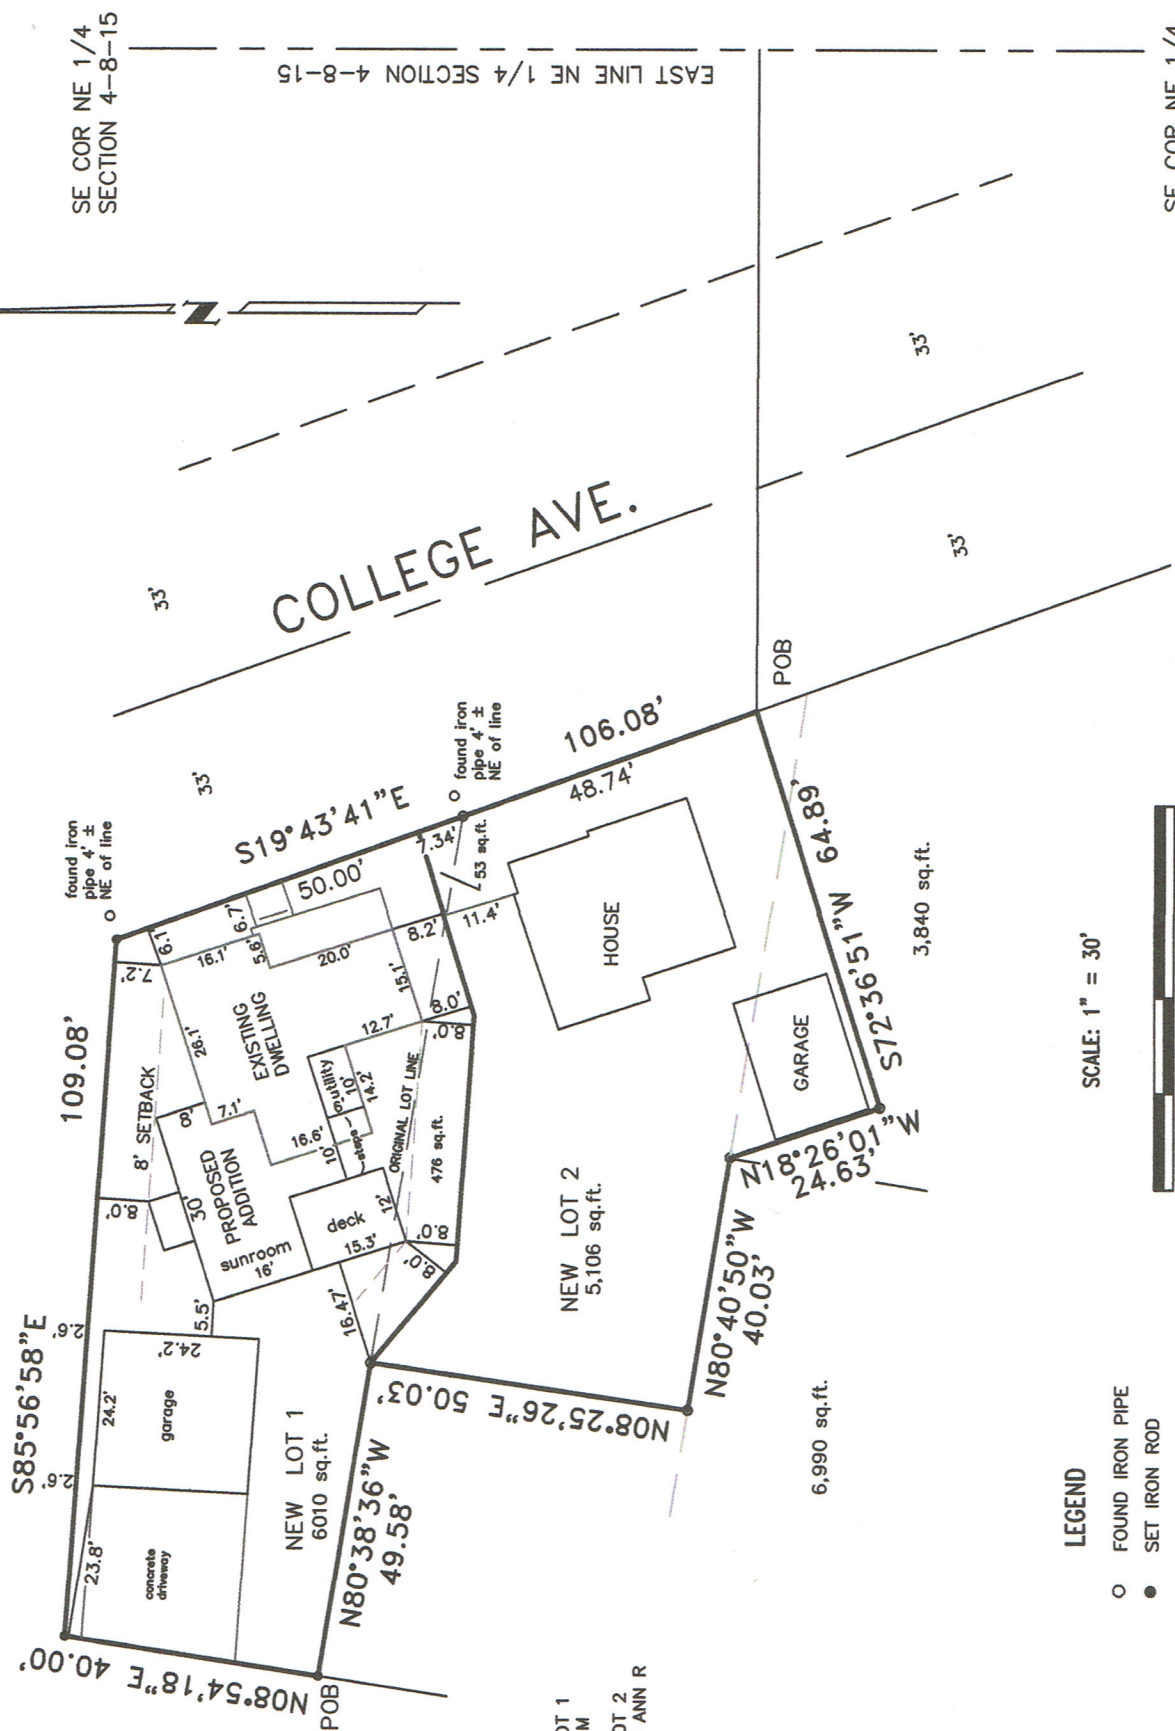 SE COR NE 1/4
SECTION 4-8-15
EAST LINE NE 1/4 SECTION 4-8-15
N
COLLEGE AVE.
33'
33'
33'
33'
found iron
pipe 4' ±
NE of line
found iron
pipe 4' ±
NE of line
S85°56'58"E
109.08'
S19°43'41"E
106.08'
50.00'
7.34'
48.74'
POB
S72°36'51"W 64.89'
N18°26'01"W
24.63'
N80°40'50"W
40.03'
N08°25'26"E 50.03'
N80°38'36"W
49.58'
N08°54'18"E 40.00'
POB
23.8'
2.6'
24.2'
2.6'
24.2'
5.5'
concrete
driveway
garage
NEW LOT 1
6010 sq.ft.
8' SETBACK
8.0'
8'
7.2'
6.1'
6.7'
16.1'
5.6'
20.0'
15.1'
26.1'
7.1'
EXISTING
DWELLING
12.7'
utility
10'
14.2'
steps
16.6'
10'
PROPOSED
ADDITION
30'
sunroom
16'
deck
12'
15.3'
16.47'
ORIGINAL LOT LINE
476 sq.ft.
8.0'
8.0'
8.0'
8.0'
8.2'
11.4'
53 sq.ft.
HOUSE
GARAGE
NEW LOT 2
5,106 sq.ft.
3,840 sq.ft.
6,990 sq.ft.
OT 1
M
OT 2
ANN R
SCALE: 1" = 30'
LEGEND
FOUND IRON PIPE
SET IRON ROD
SE COR NE 1/4